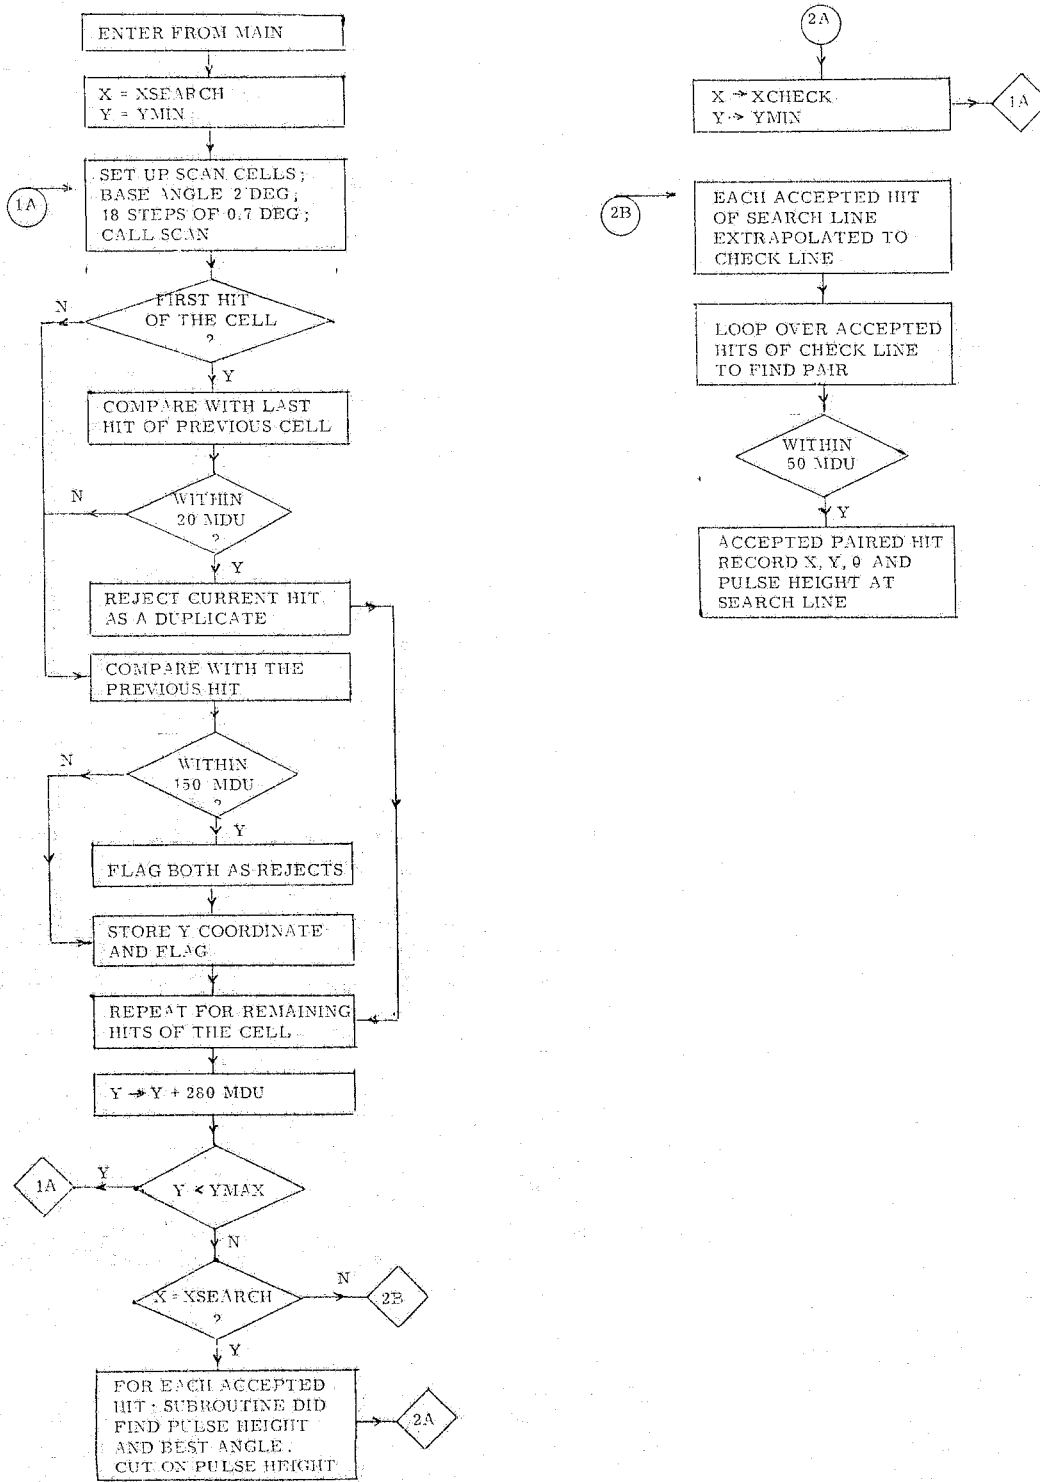 ENTER FROM MAIN
X = XSEARCH
Y = YMIN
1A
SET UP SCAN CELLS;
BASE ANGLE 2 DEG;
18 STEPS OF 0.7 DEG;
CALL SCAN
N
FIRST HIT
OF THE CELL
?
Y
COMPARE WITH LAST
HIT OF PREVIOUS CELL
N
WITHIN
20 MDU
?
Y
REJECT CURRENT HIT
AS A DUPLICATE
COMPARE WITH THE
PREVIOUS HIT
N
WITHIN
150 MDU
?
Y
FLAG BOTH AS REJECTS
STORE Y COORDINATE
AND FLAG
REPEAT FOR REMAINING
HITS OF THE CELL
Y → Y + 280 MDU
1A
Y
Y < YMAX
N
X = XSEARCH
?
N
2B
Y
FOR EACH ACCEPTED
HIT: SUBROUTINE DID
FIND PULSE HEIGHT
AND BEST ANGLE.
CUT ON PULSE HEIGHT
2A
2A
X → XCHECK
Y → YMIN
1A
2B
EACH ACCEPTED HIT
OF SEARCH LINE
EXTRAPOLATED TO
CHECK LINE
LOOP OVER ACCEPTED
HITS OF CHECK LINE
TO FIND PAIR
WITHIN
50 MDU
Y
ACCEPTED PAIRED HIT
RECORD X, Y, θ AND
PULSE HEIGHT AT
SEARCH LINE